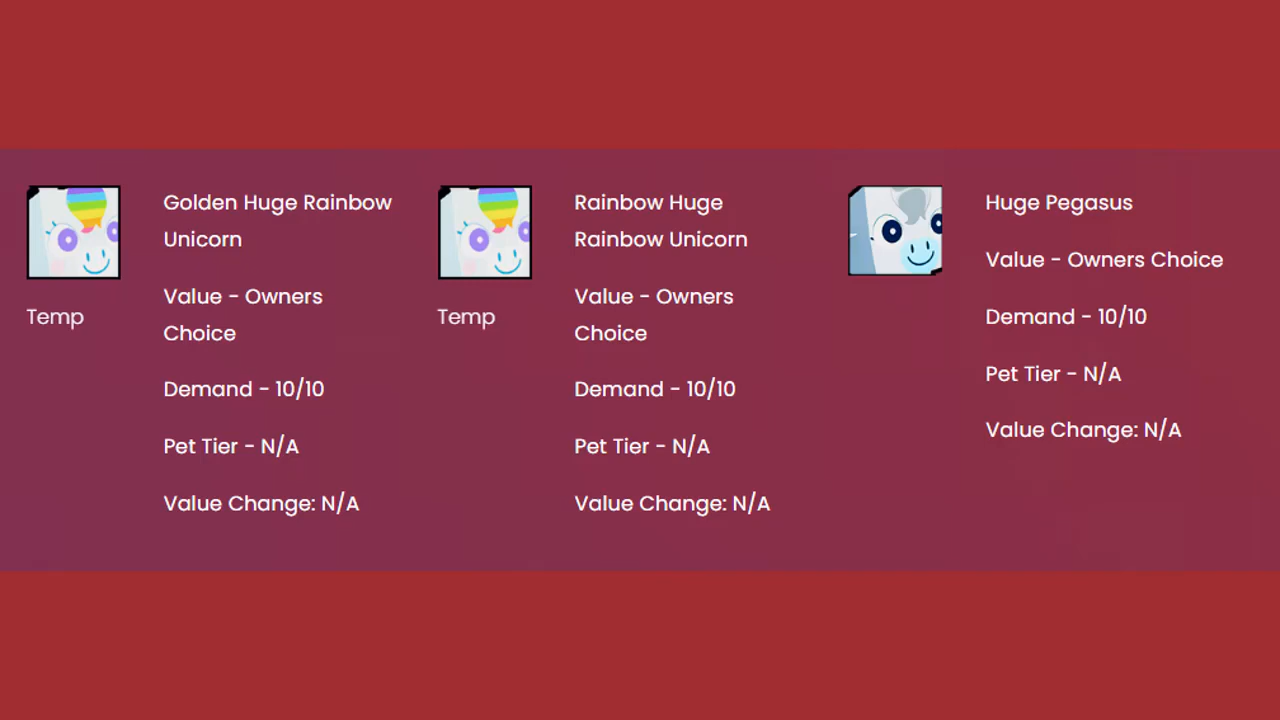 Golden Huge Rainbow
Unicorn
Value - Owners
Choice
Demand - 10/10
Pet Tier - N/A
Value Change: N/A
Temp
Rainbow Huge
Rainbow Unicorn
Value - Owners
Choice
Demand - 10/10
Pet Tier - N/A
Value Change: N/A
Temp
Huge Pegasus
Value - Owners Choice
Demand - 10/10
Pet Tier - N/A
Value Change: N/A